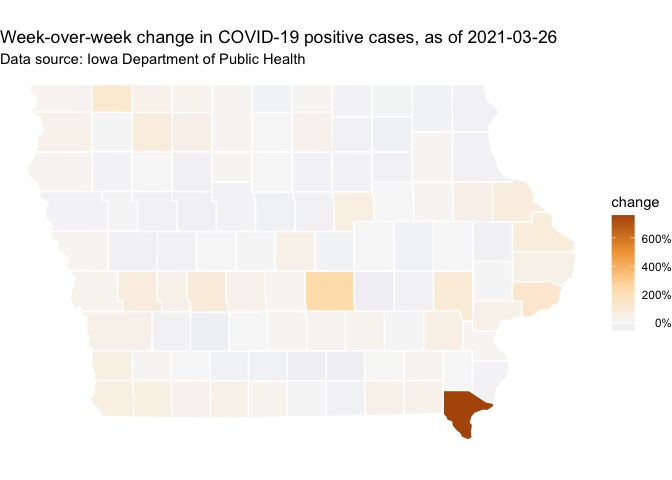 Week-over-week change in COVID-19 positive cases, as of 2021-03-26
Data source: Iowa Department of Public Health
change
600%
400%
200%
0%